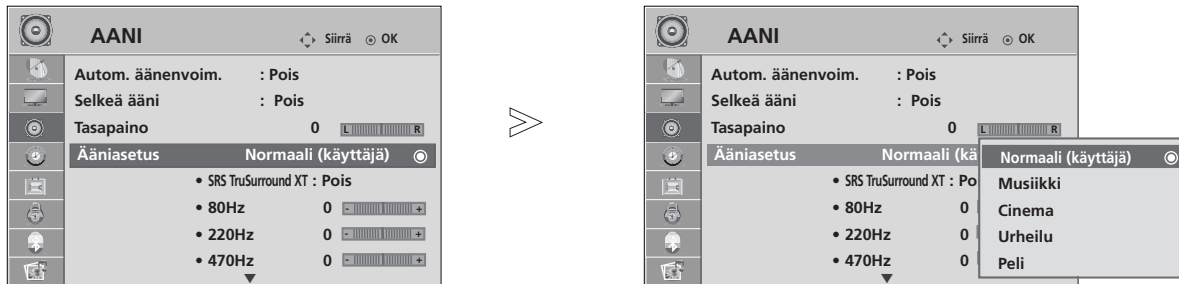 AANI
Siirrä OK
Autom. äänenvoim. : Pois
Selkeä ääni : Pois
Tasapaino 0 L R
Ääniasetus Normaali (käyttäjä)
• SRS TruSurround XT : Pois
• 80Hz 0 - +
• 220Hz 0 - +
• 470Hz 0 - +
>
AANI
Siirrä OK
Autom. äänenvoim. : Pois
Selkeä ääni : Pois
Tasapaino 0 L R
Ääniasetus Normaali (kä
• SRS TruSurround XT : Po
• 80Hz 0
• 220Hz 0
• 470Hz 0
Normaali (käyttäjä)
Musiikki
Cinema
Urheilu
Peli